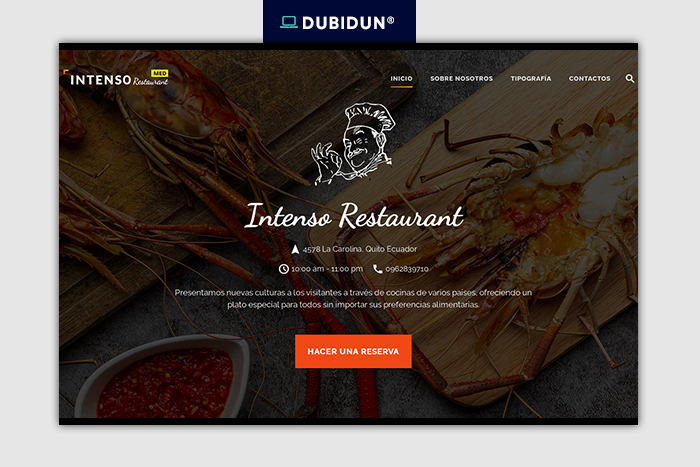 DUBIDUN®
INTENSO Restaurant MED
INICIO SOBRE NOSOTROS TIPOGRAFÍA CONTACTOS
Intenso Restaurant
4578 La Carolina, Quito Ecuador
10:00 am - 11:00 pm 0962839710
Presentamos nuevas culturas a los visitantes a través de cocinas de varios países, ofreciendo un
plato especial para todos sin importar sus preferencias alimentarias.
HACER UNA RESERVA